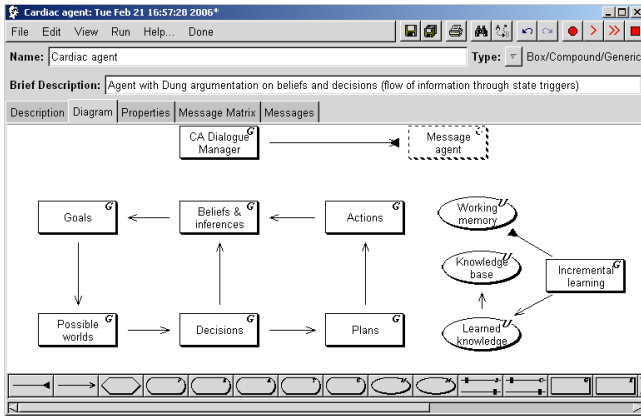 Cardiac agent: Tue Feb 21 16:57:28 2006*
File Edit View Run Help... Done
Name: Cardiac agent Type: Box/Compound/Generic
Brief Description: Agent with Dung argumentation on beliefs and decisions (flow of information through state triggers)
Description Diagram Properties Message Matrix Messages
CA Dialogue
Manager
G
Message
agent
Goals
G
Beliefs &
inferences
G
Actions
G
Working
memory
U
Knowledge
base
U
Incremental
learning
G
Possible
worlds
G
Decisions
G
Plans
G
Learned
knowledge
U